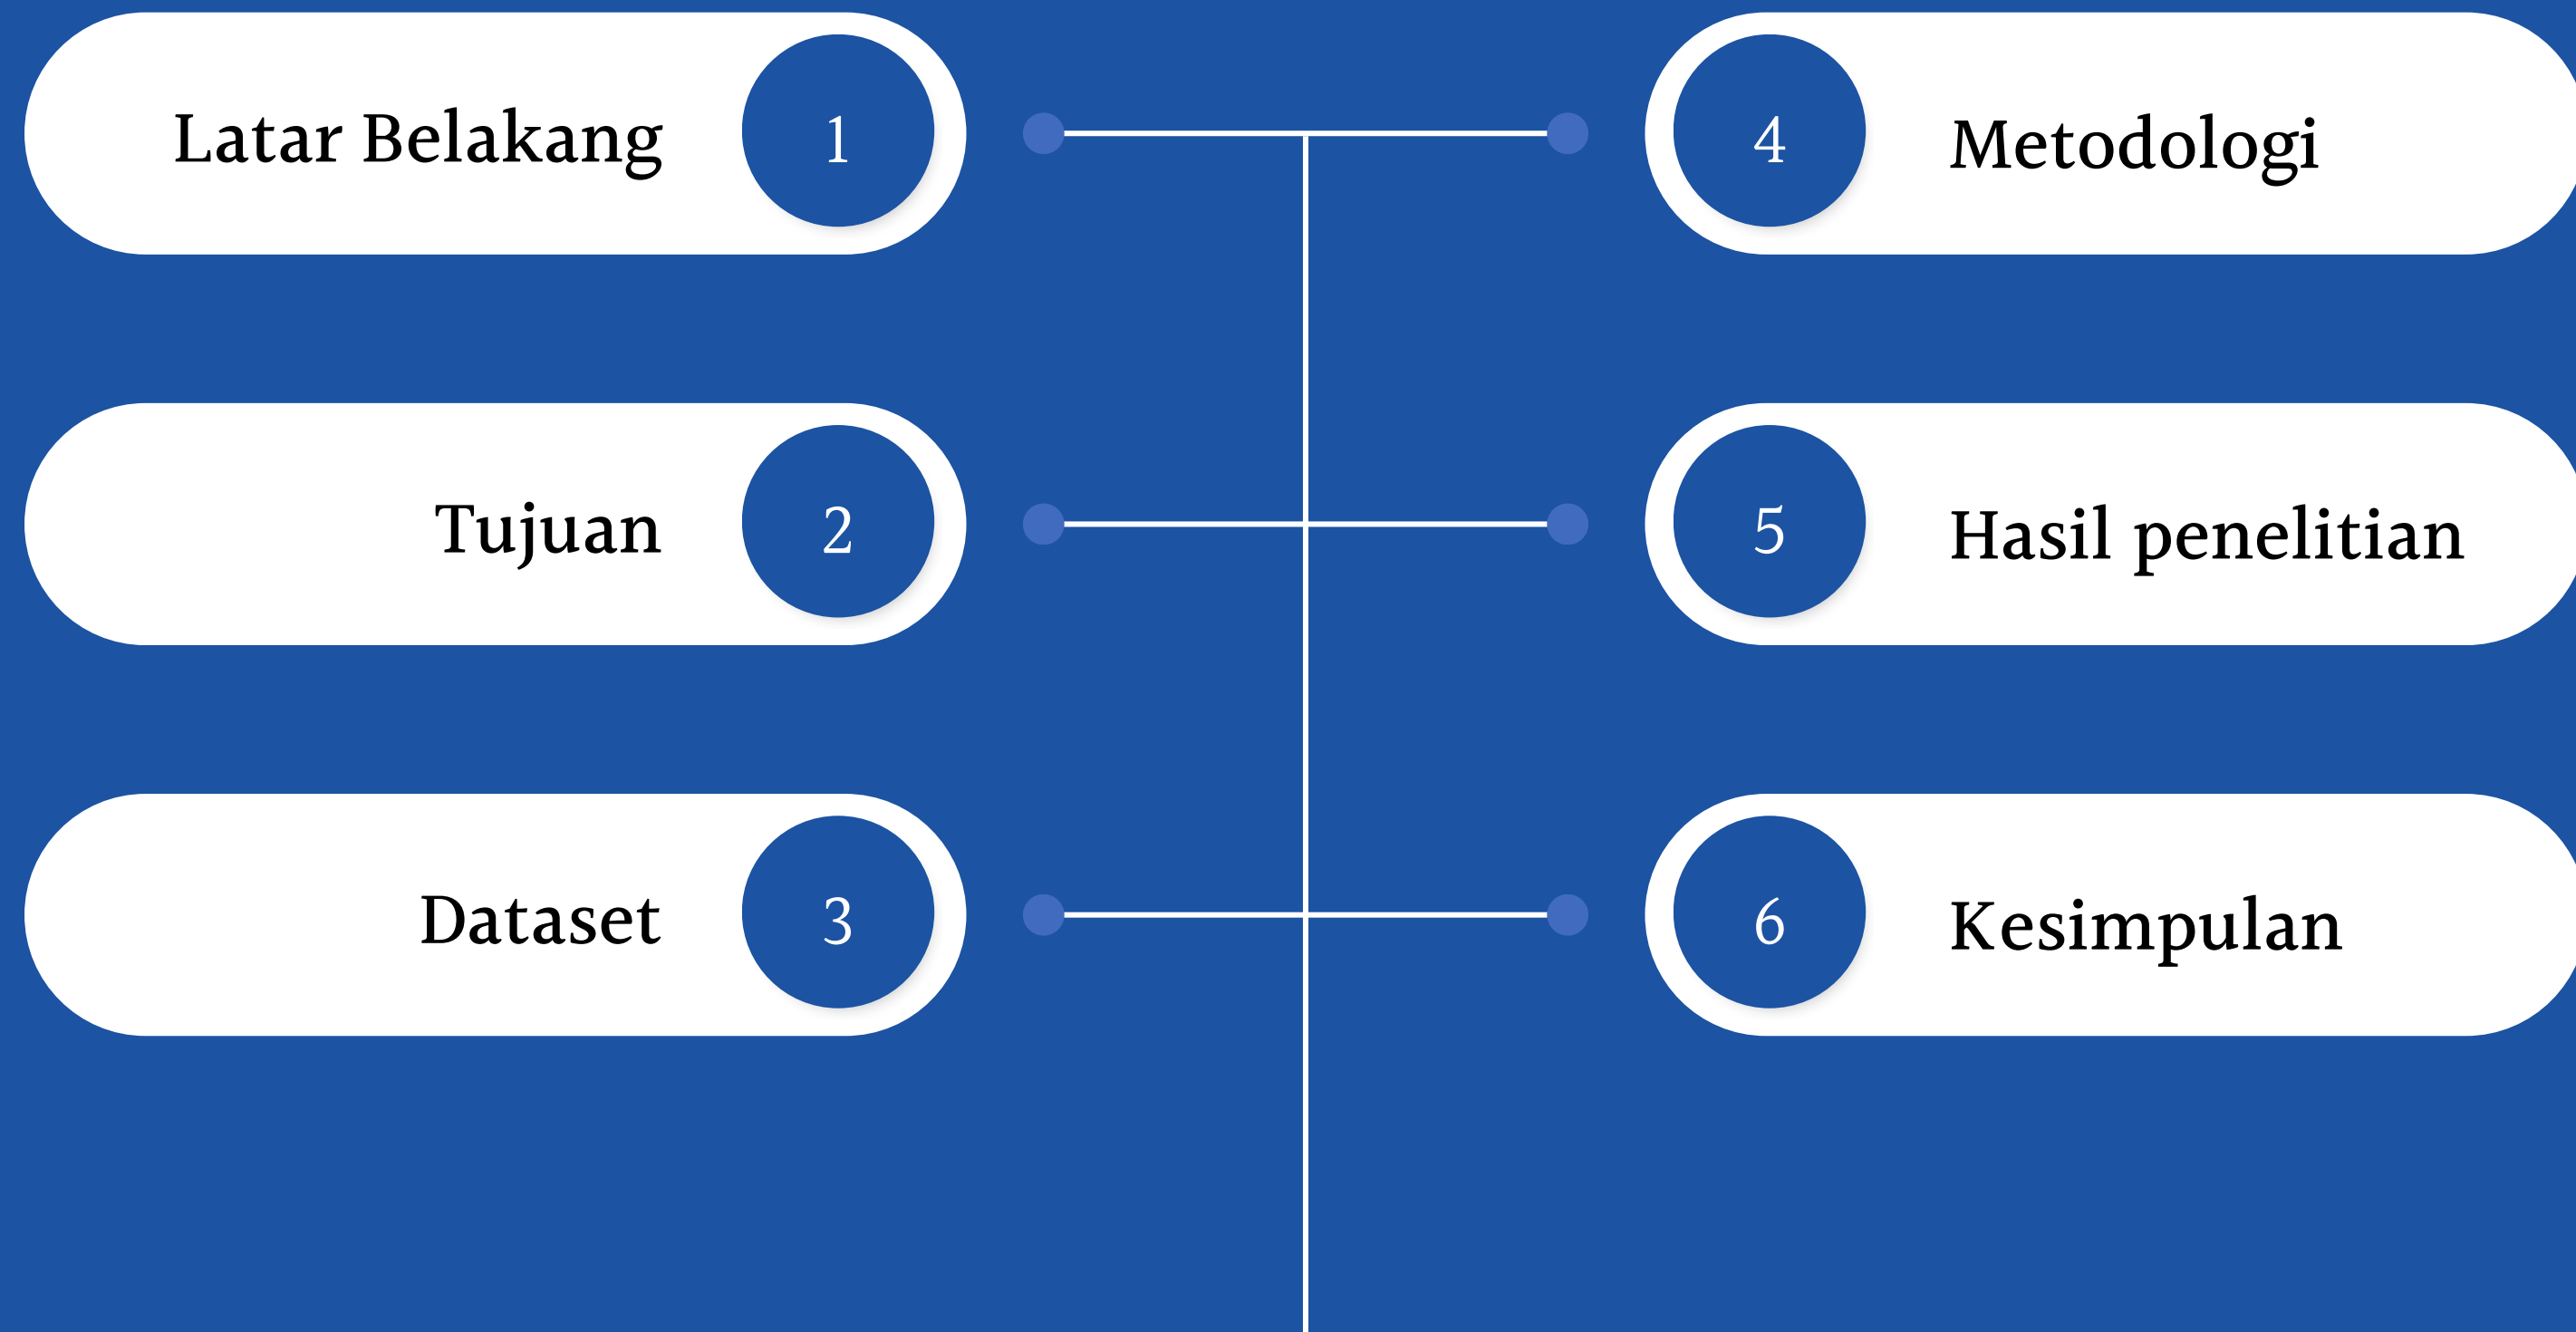 Latar Belakang
1
Tujuan
2
Dataset
3
4
Metodologi
5
Hasil penelitian
6
Kesimpulan